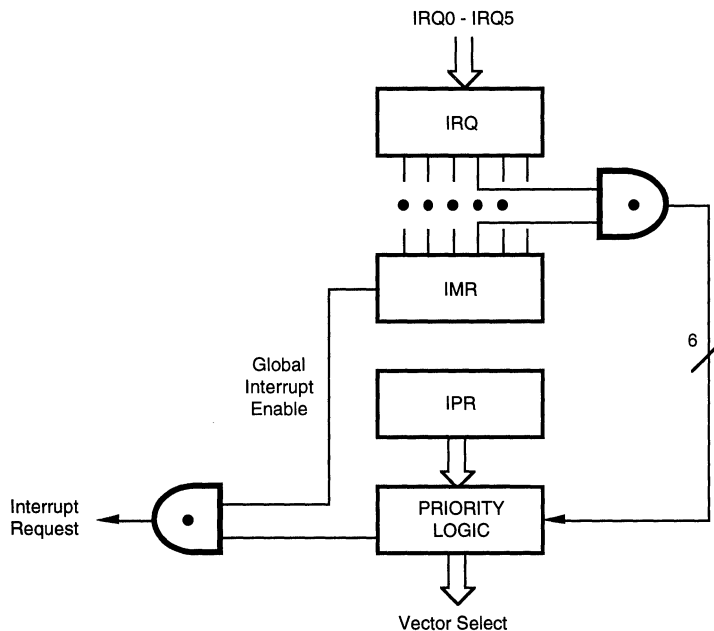 IRQ0 - IRQ5
IRQ
IMR
6
Global
Interrupt
Enable
IPR
PRIORITY
LOGIC
Interrupt
Request
Vector Select